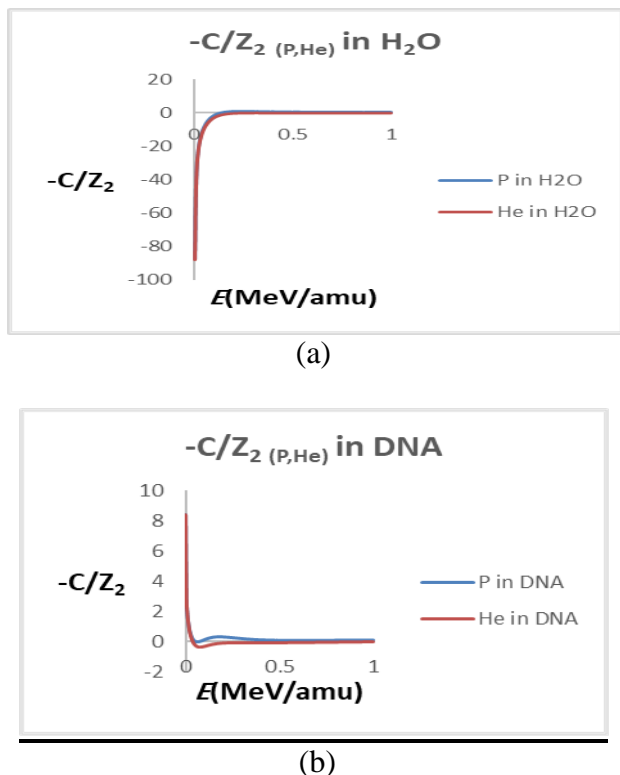 -C/Z₂ (P,He) in H₂O
20
0
-20
-40
-60
-80
-100
0
0.5
1
-C/Z₂
P in H2O
He in H2O
E(MeV/amu)
(a)
-C/Z₂ (P,He) in DNA
10
8
6
4
2
0
-2
0
0.5
1
-C/Z₂
P in DNA
He in DNA
E(MeV/amu)
(b)